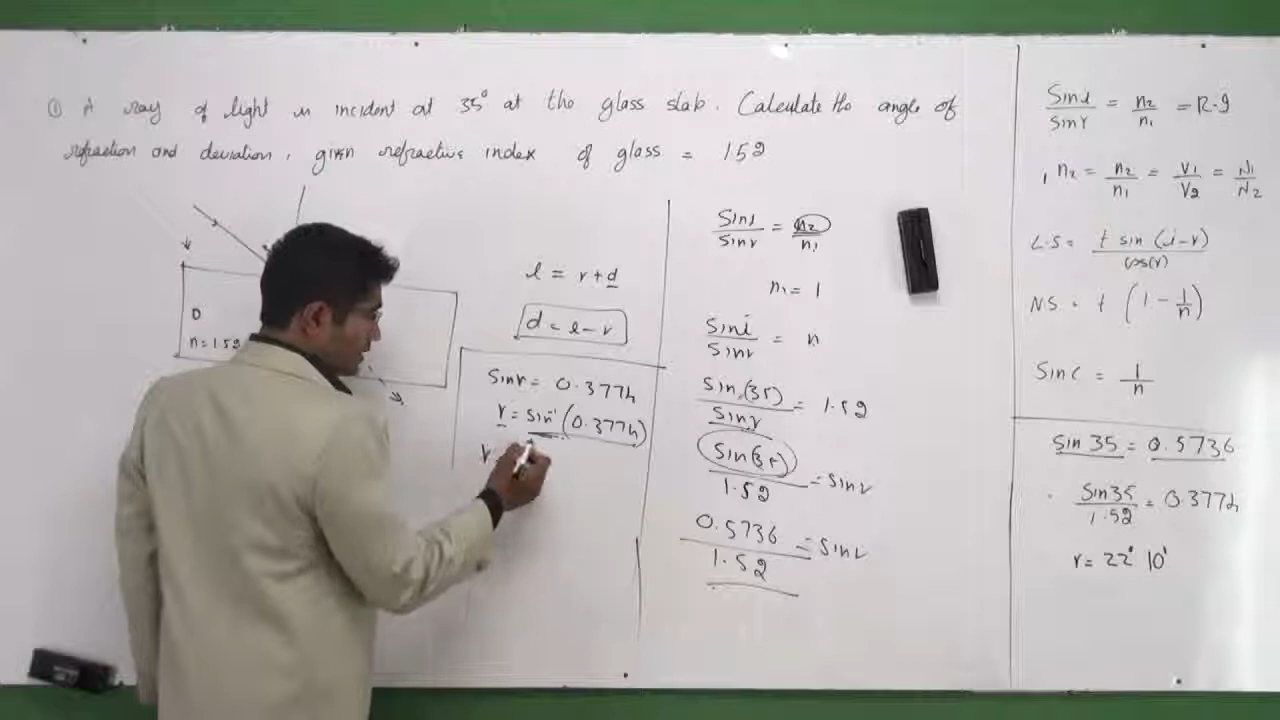 ① A ray of light is incident at 35° at the glass slab. Calculate the angle of
refraction and deviation, given refractive index of glass = 1.52
D
n = 1.52
i = r + d
d = i - r
Sin r = 0.3774
r = sin⁻¹ (0.3774)
r
Sin i / Sin r = n₂ / n₁
n₁ = 1
Sin i / Sin r = n
Sin (35) / Sin r = 1.52
Sin (35) / 1.52 = Sin r
0.5736 / 1.52 = Sin r
Sin i / Sin r = n₂ / n₁ = R.I
₁n₂ = n₂ / n₁ = V₁ / V₂ = λ₁ / λ₂
L.S = t sin (i - r) / cos(r)
N.S = t (1 - 1/n)
Sin C = 1 / n
Sin 35 = 0.5736
Sin 35 / 1.52 = 0.3774
r = 22° 10'